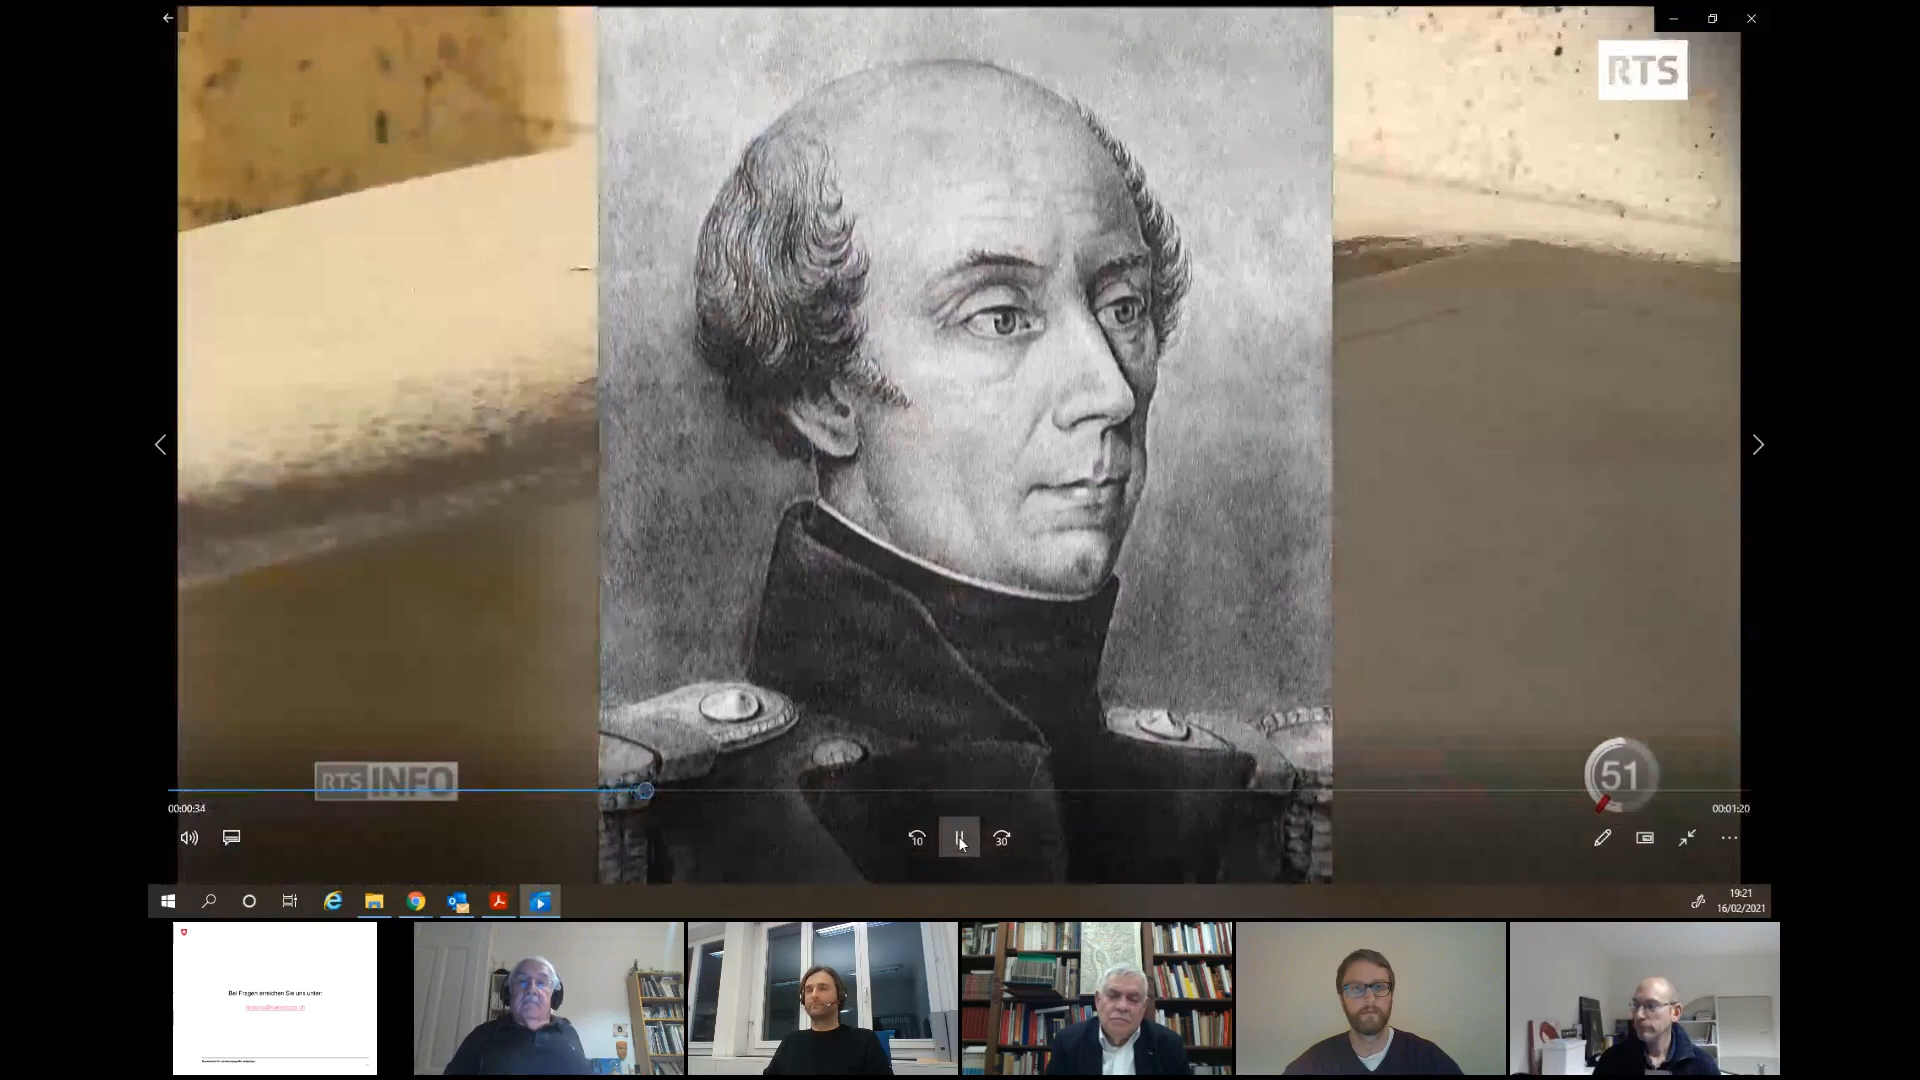 RTS
RTS INFO
51
00:00:34
00:01:20
10
30
19:21
16/02/2021
Bei Fragen erreichen Sie uns unter: